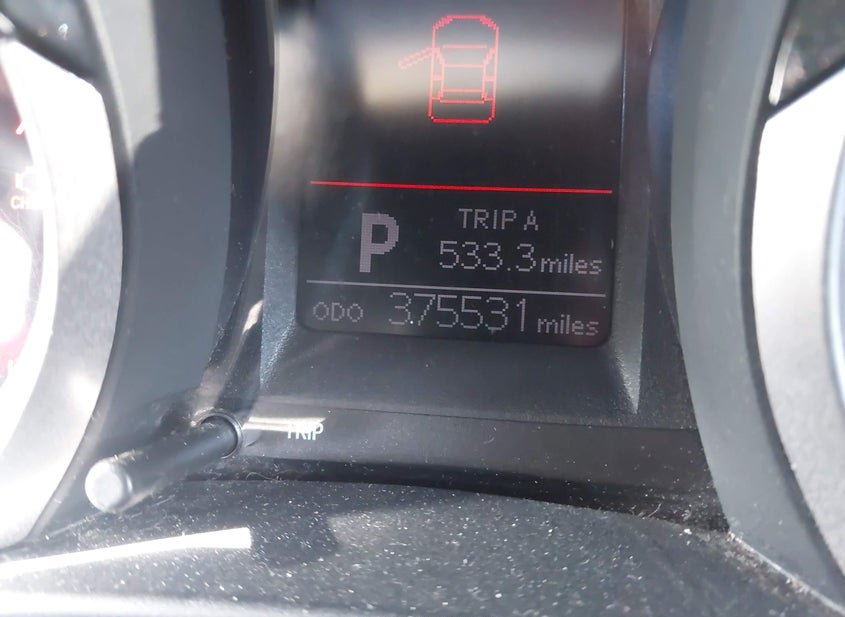 P
TRIP A
533.3 miles
ODO 375531 miles
TRIP